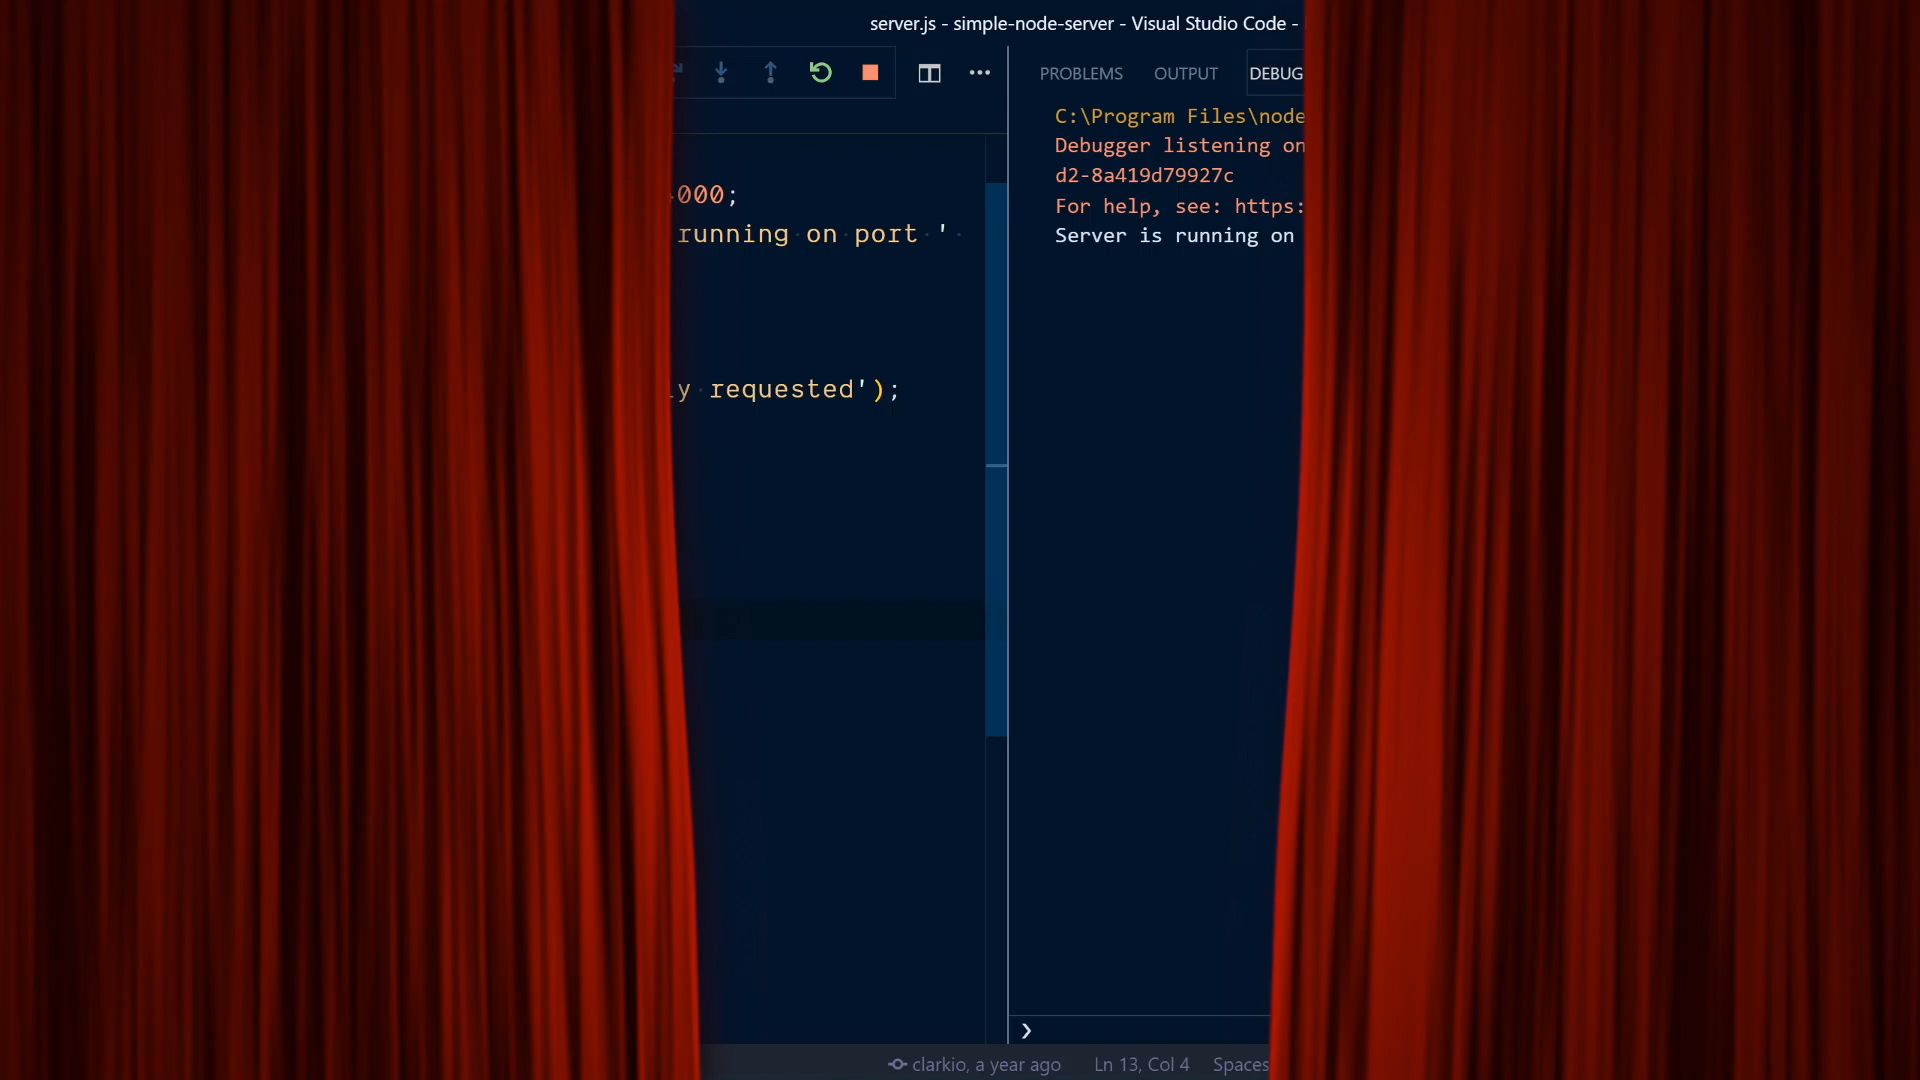 server.js - simple-node-server - Visual Studio Code -
PROBLEMS OUTPUT DEBUG
000;
running on port '
requested');
C:\Program Files\node
Debugger listening on
d2-8a419d79927c
For help, see: https:
Server is running on
clarkio, a year ago Ln 13, Col 4 Spaces